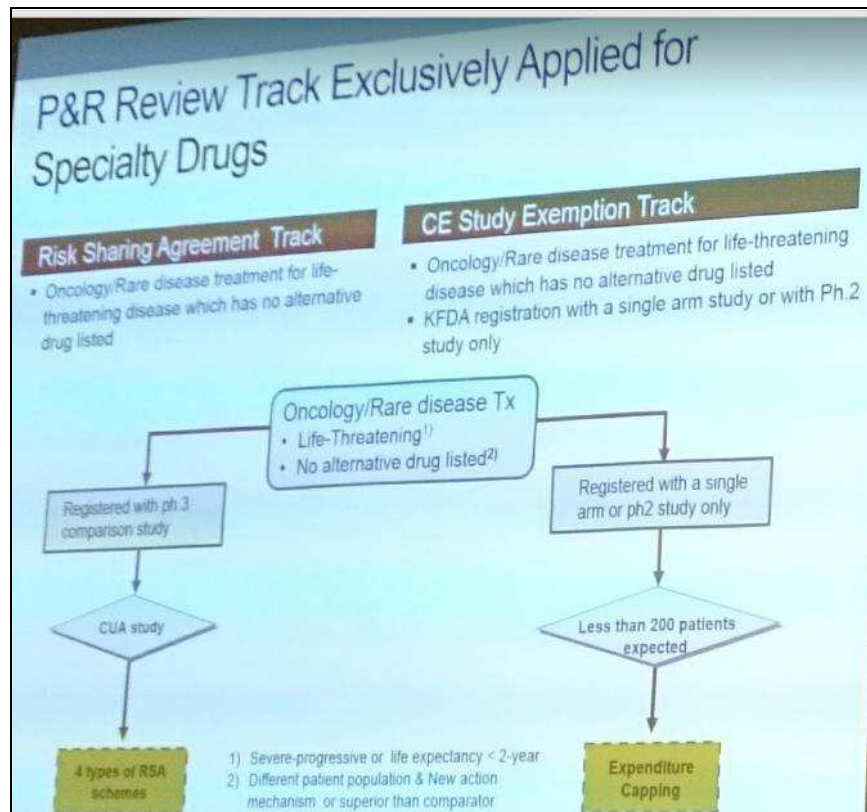 P&R Review Track Exclusively Applied for
Specialty Drugs
Risk Sharing Agreement Track
• Oncology/Rare disease treatment for life-
threatening disease which has no alternative
drug listed
CE Study Exemption Track
• Oncology/Rare disease treatment for life-threatening
disease which has no alternative drug listed
• KFDA registration with a single arm study or with Ph.2
study only
Oncology/Rare disease Tx
• Life-Threatening1)
• No alternative drug listed2)
Registered with ph.3
comparison study
Registered with a single
arm or ph2 study only
CUA study
Less than 200 patients
expected
4 types of RSA
schemes
1) Severe-progressive or life expectancy < 2-year
2) Different patient population & New action
mechanism or superior than comparator
Expenditure
Capping